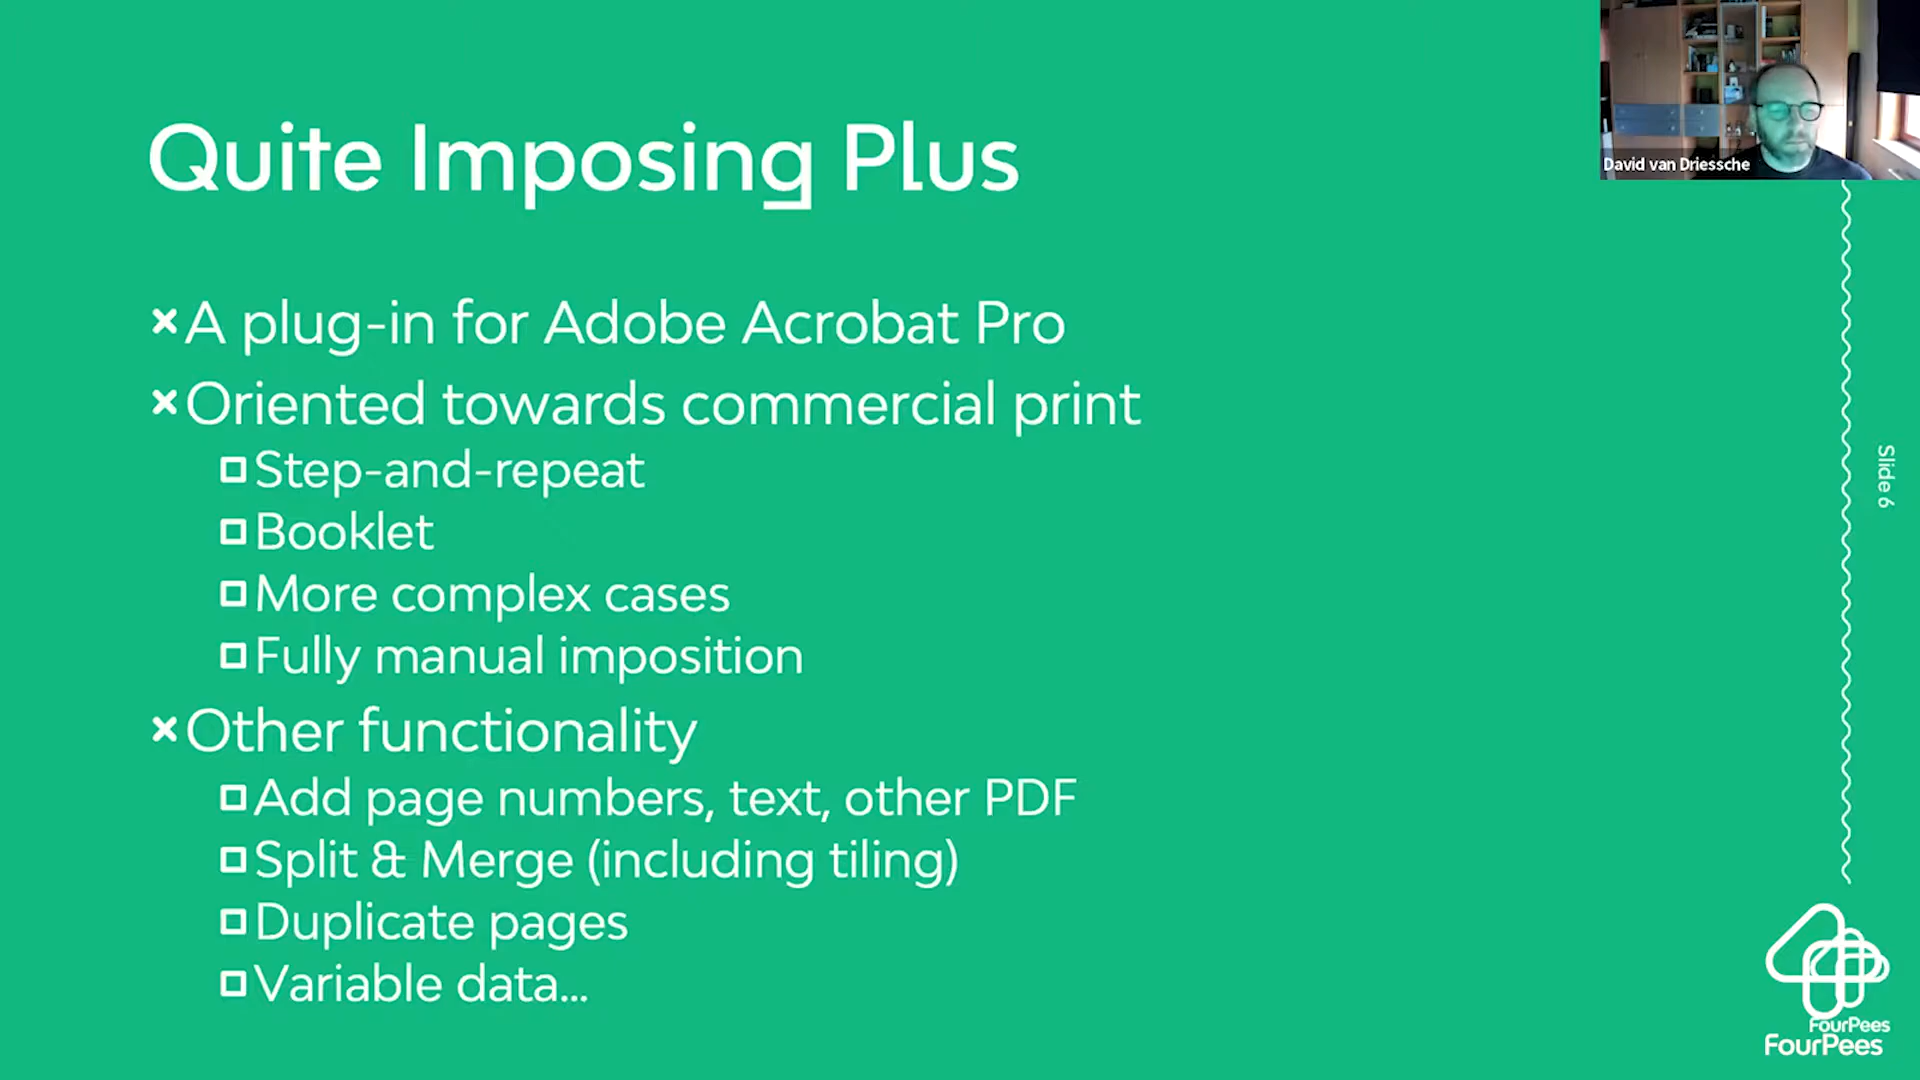 Quite Imposing Plus
David van Driessche
A plug-in for Adobe Acrobat Pro
Oriented towards commercial print
Step-and-repeat
Booklet
More complex cases
Fully manual imposition
Other functionality
Add page numbers, text, other PDF
Split & Merge (including tiling)
Duplicate pages
Variable data...
Slide 6
FourPees
FourPees